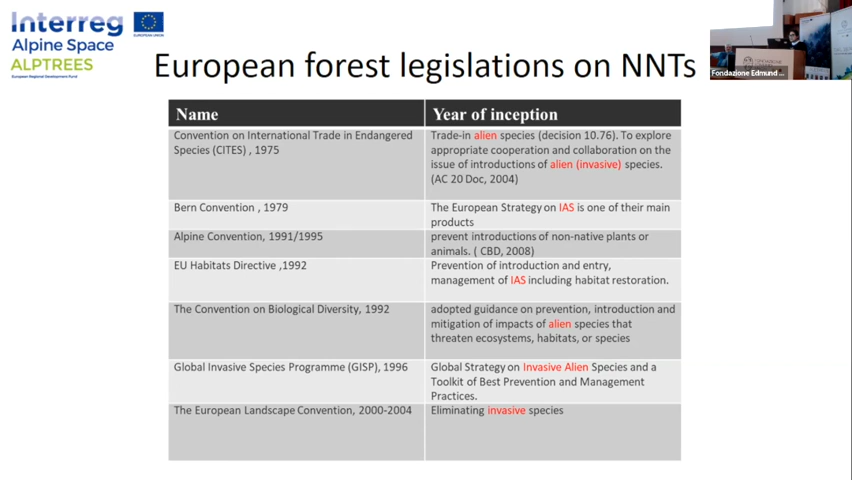 Interreg
EUROPEAN UNION
Alpine Space
ALPTREES
European Regional Development Fund
European forest legislations on NNTs
Fondazione Edmund ...
Name
Year of inception
Convention on International Trade in Endangered
Species (CITES) , 1975
Trade-in alien species (decision 10.76). To explore
appropriate cooperation and collaboration on the
issue of introductions of alien (invasive) species.
(AC 20 Doc, 2004)
Bern Convention , 1979
The European Strategy on IAS is one of their main
products
Alpine Convention, 1991/1995
prevent introductions of non-native plants or
animals. ( CBD, 2008)
EU Habitats Directive ,1992
Prevention of introduction and entry,
management of IAS including habitat restoration.
The Convention on Biological Diversity, 1992
adopted guidance on prevention, introduction and
mitigation of impacts of alien species that
threaten ecosystems, habitats, or species
Global Invasive Species Programme (GISP), 1996
Global Strategy on Invasive Alien Species and a
Toolkit of Best Prevention and Management
Practices.
The European Landscape Convention, 2000-2004
Eliminating invasive species